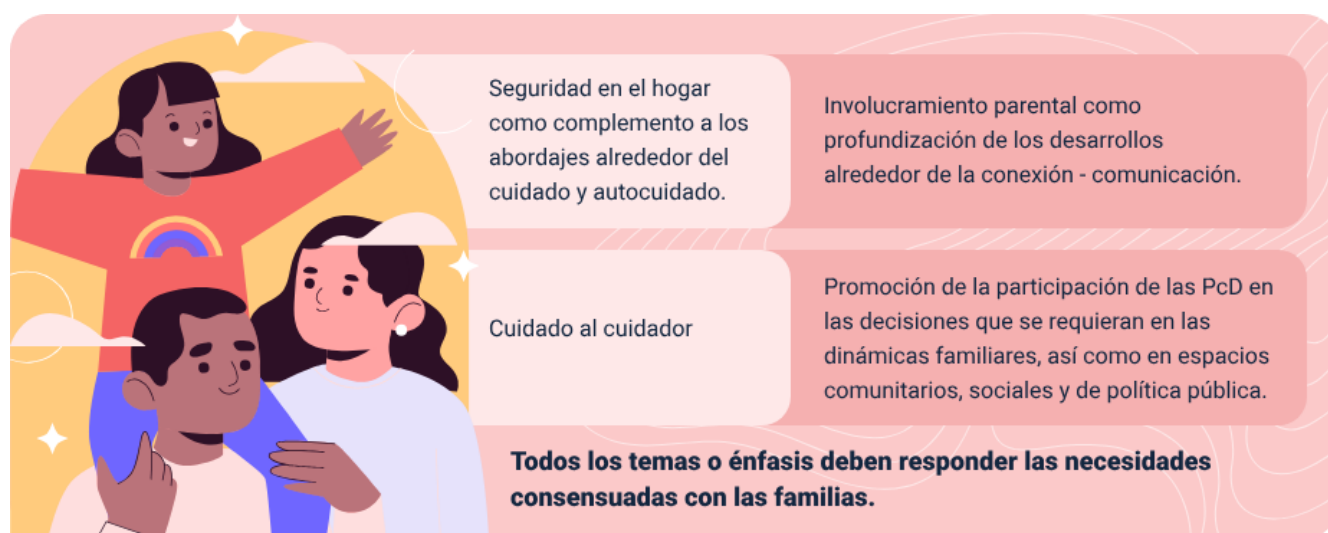 Seguridad en el hogar
como complemento a los
abordajes alrededor del
cuidado y autocuidado.
Involucramiento parental como
profundización de los desarrollos
alrededor de la conexión - comunicación.
Cuidado al cuidador
Promoción de la participación de las PcD en
las decisiones que se requieran en las
dinámicas familiares, así como en espacios
comunitarios, sociales y de política pública.
Todos los temas o énfasis deben responder las necesidades
consensuadas con las familias.